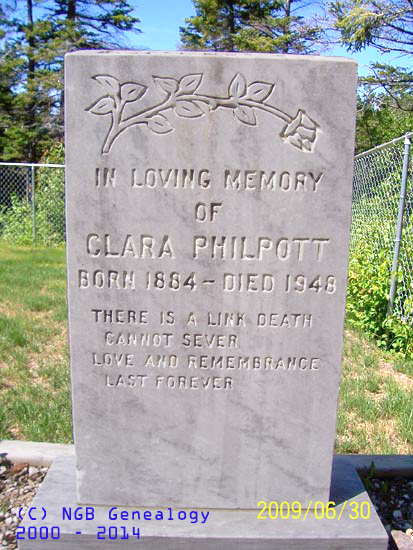 IN LOVING MEMORY
OF
CLARA PHILPOTT
BORN 1884 - DIED 1948
THERE IS A LINK DEATH
CANNOT SEVER
LOVE AND REMEMBRANCE
LAST FOREVER
(C) NGB Genealogy
2000 - 2014
2009/06/30